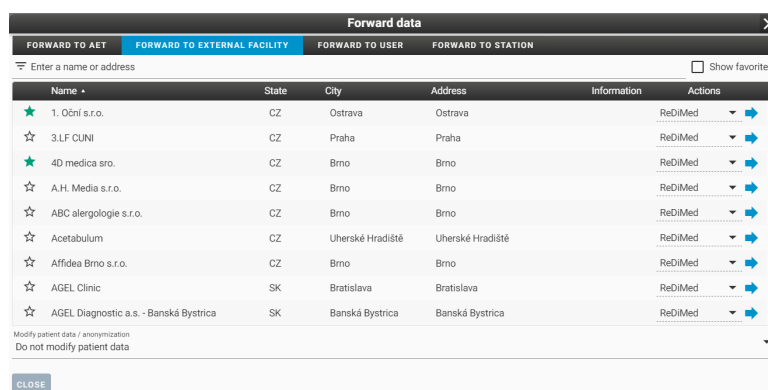 Forward data
FORWARD TO AET FORWARD TO EXTERNAL FACILITY FORWARD TO USER FORWARD TO STATION
Enter a name or address Show favorite
Name State City Address Information Actions
1. Oční s.r.o. CZ Ostrava Ostrava ReDiMed
3.LF CUNI CZ Praha Praha ReDiMed
4D medica sro. CZ Brno Brno ReDiMed
A.H. Media s.r.o. CZ Brno Brno ReDiMed
ABC alergologie s.r.o. CZ Brno Brno ReDiMed
Acetabulum CZ Uherské Hradiště Uherské Hradiště ReDiMed
Affidea Brno s.r.o. CZ Brno Brno ReDiMed
AGEL Clinic SK Bratislava Bratislava ReDiMed
AGEL Diagnostic a.s. - Banská Bystrica SK Banská Bystrica Banská Bystrica ReDiMed
Modify patient data / anonymization
Do not modify patient data
CLOSE